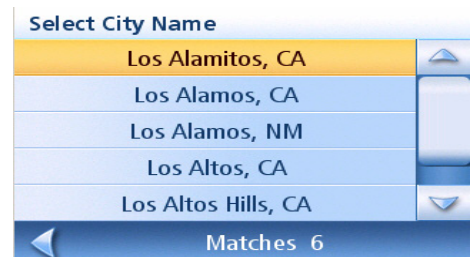 Select City Name
Los Alamitos, CA
Los Alamos, CA
Los Alamos, NM
Los Altos, CA
Los Altos Hills, CA
Matches 6